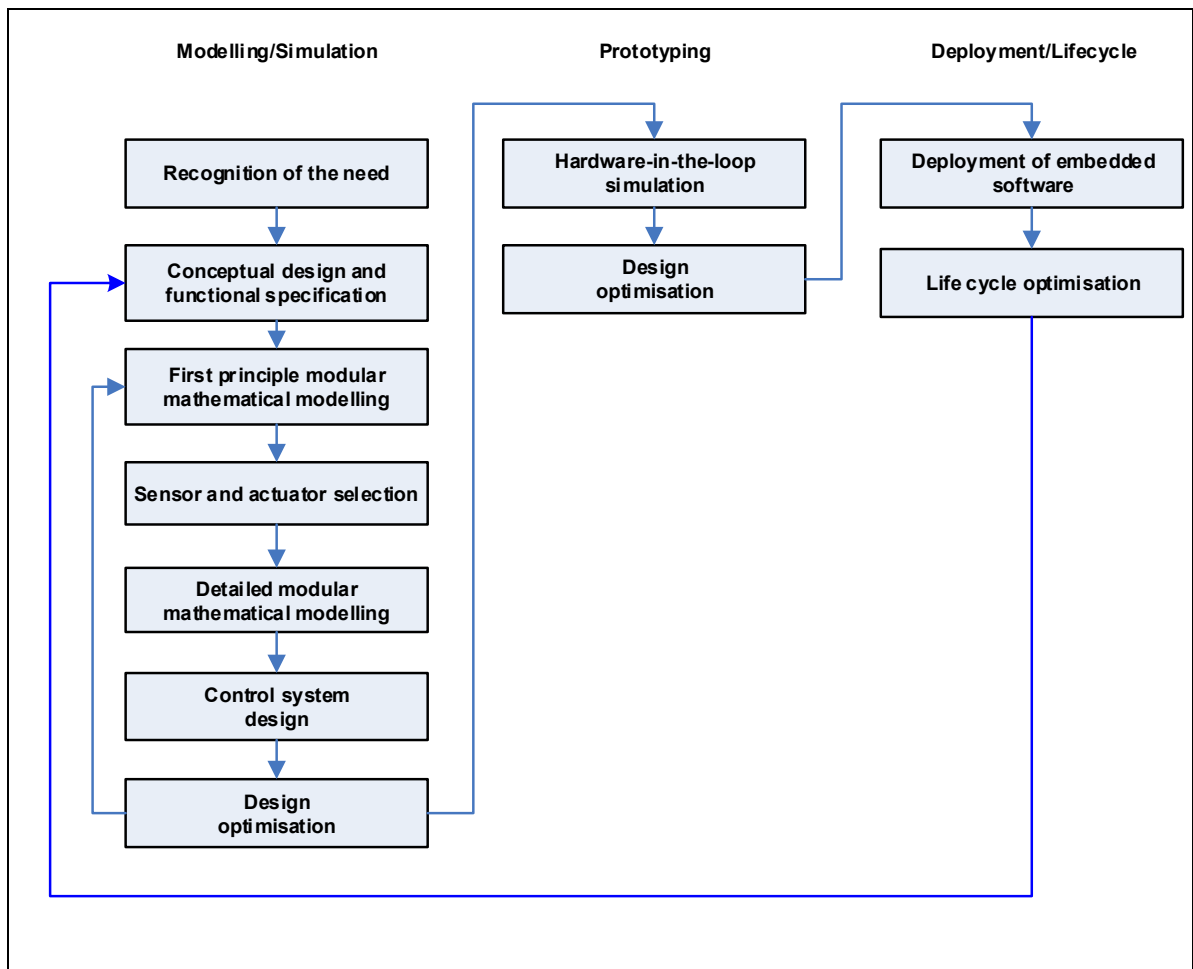 Modelling/Simulation
Prototyping
Deployment/Lifecycle
Recognition of the need
Conceptual design and
functional specification
First principle modular
mathematical modelling
Sensor and actuator selection
Detailed modular
mathematical modelling
Control system
design
Design
optimisation
Hardware-in-the-loop
simulation
Design
optimisation
Deployment of embedded
software
Life cycle optimisation